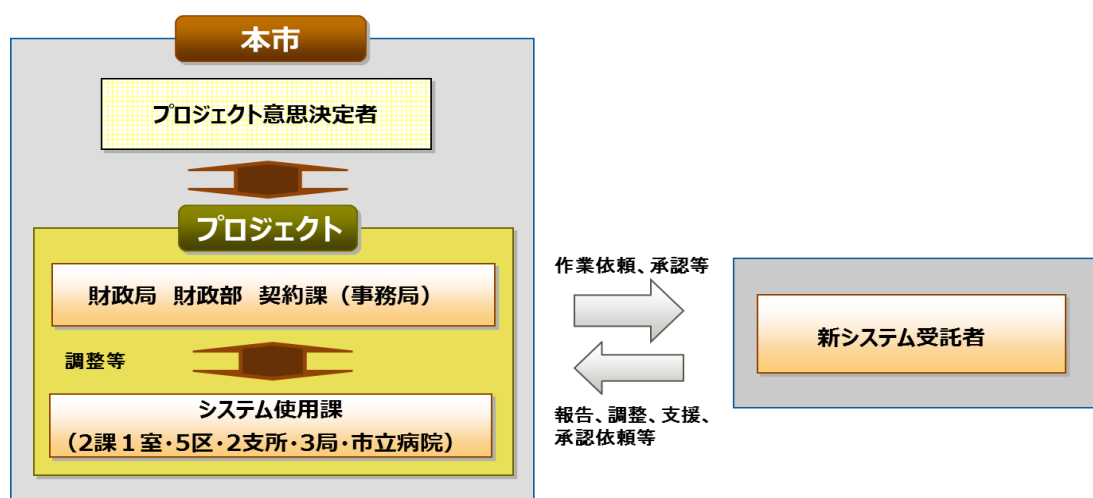 本市
プロジェクト意思決定者
プロジェクト
財政局 財政部 契約課（事務局）
調整等
システム使用課
（2課１室・5区・2支所・3局・市立病院）
作業依頼、承認等
報告、調整、支援、
承認依頼等
新システム受託者